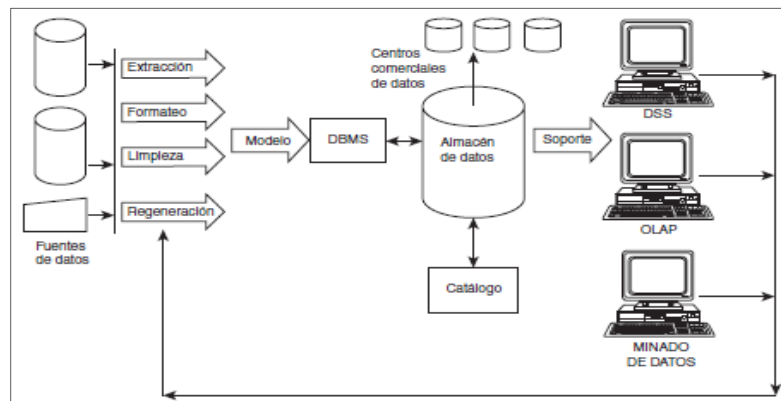 Extracción
Formateo
Limpieza
Regeneración
Fuentes
de datos
Modelo
DBMS
Centros
comerciales
de datos
Almacén
de datos
Catálogo
Soporte
DSS
OLAP
MINADO
DE DATOS